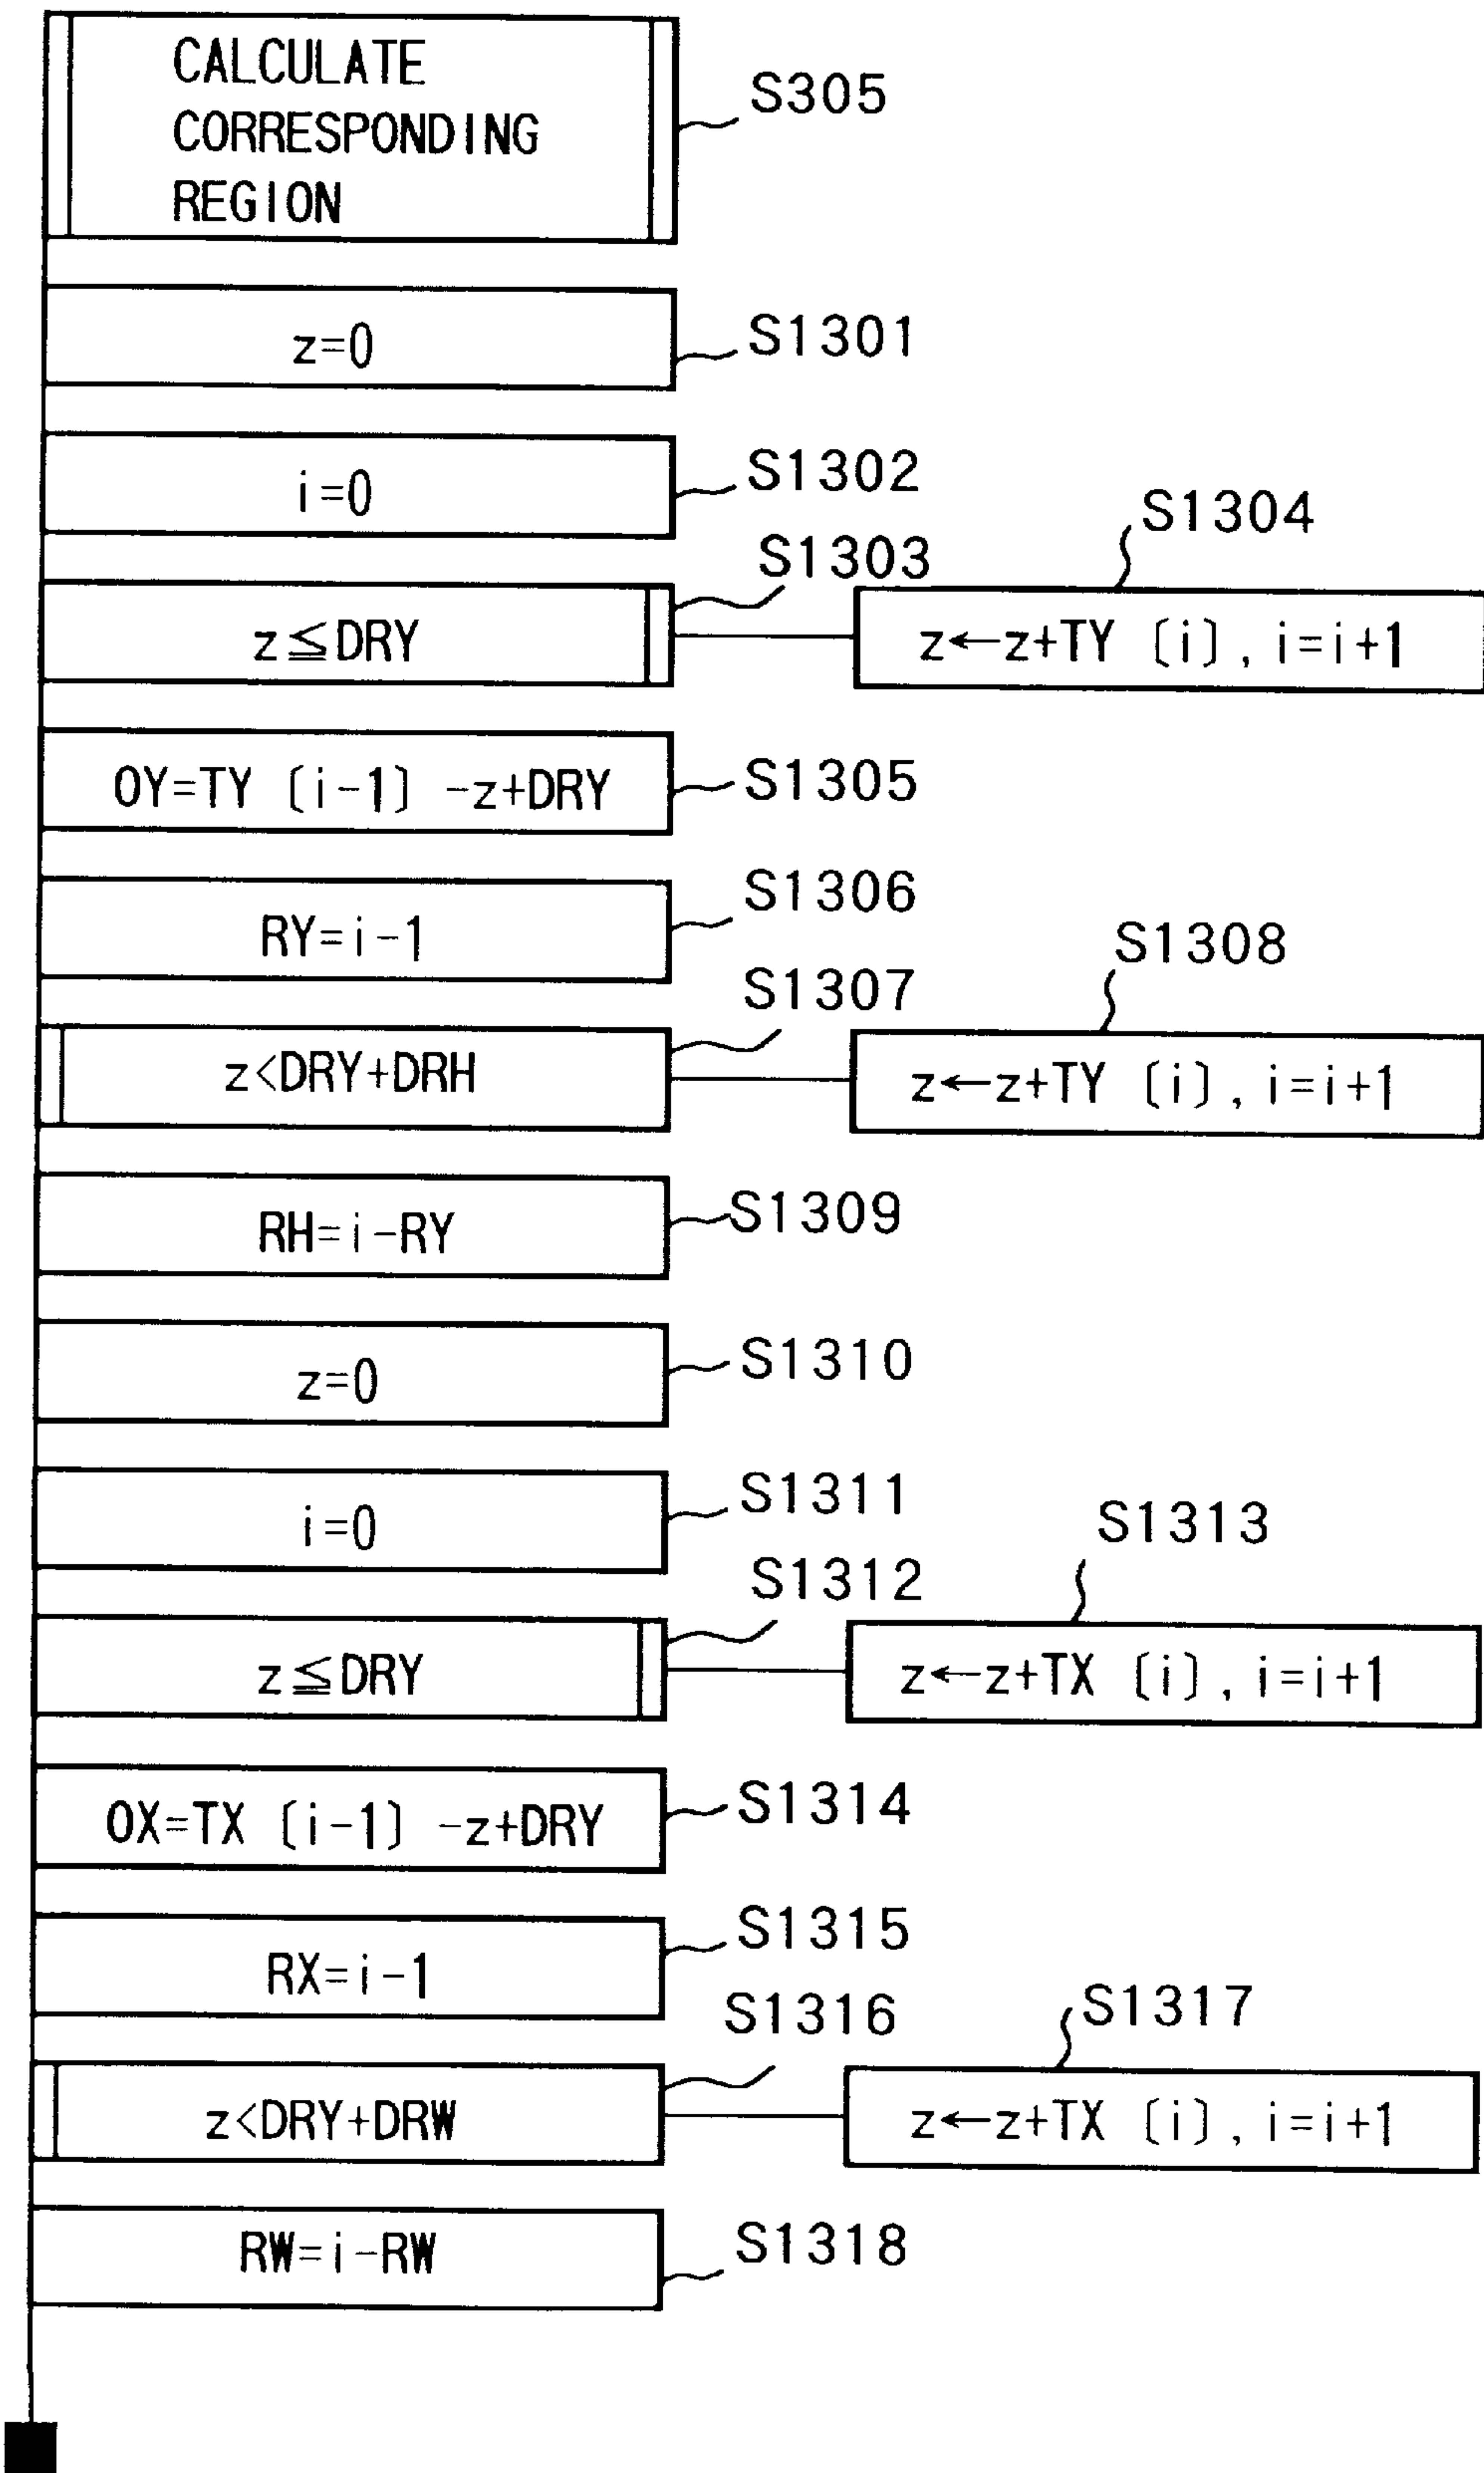 CALCULATE
CORRESPONDING
REGION
S305
z=0
S1301
i=0
S1302
z≦DRY
S1303
z←z+TY [i], i=i+1
S1304
OY=TY [i-1] -z+DRY
S1305
RY=i-1
S1306
z<DRY+DRH
S1307
z←z+TY [i], i=i+1
S1308
RH=i-RY
S1309
z=0
S1310
i=0
S1311
z≦DRY
S1312
z←z+TX [i], i=i+1
S1313
OX=TX [i-1] -z+DRY
S1314
RX=i-1
S1315
z<DRY+DRW
S1316
z←z+TX [i], i=i+1
S1317
RW=i-RW
S1318